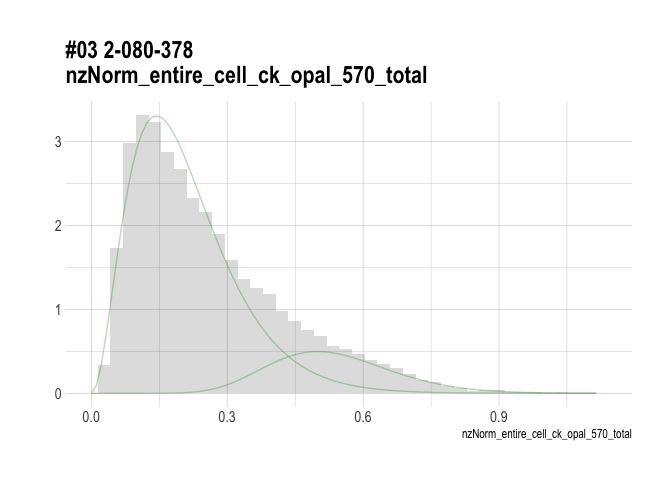 #03 2-080-378
nzNorm_entire_cell_ck_opal_570_total
3
2
1
0
0.0 0.3 0.6 0.9
nzNorm_entire_cell_ck_opal_570_total